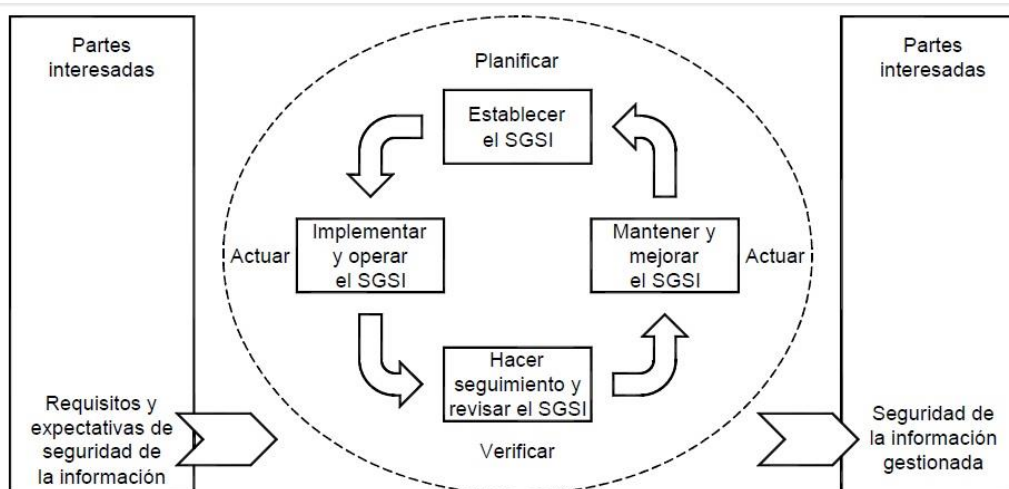 Partes
interesadas
Requisitos y
expectativas de
seguridad de
la información
Planificar
Establecer
el SGSI
Actuar
Implementar
y operar
el SGSI
Mantener y
mejorar
el SGSI
Actuar
Hacer
seguimiento y
revisar el SGSI
Verificar
Partes
interesadas
Seguridad de
la información
gestionada